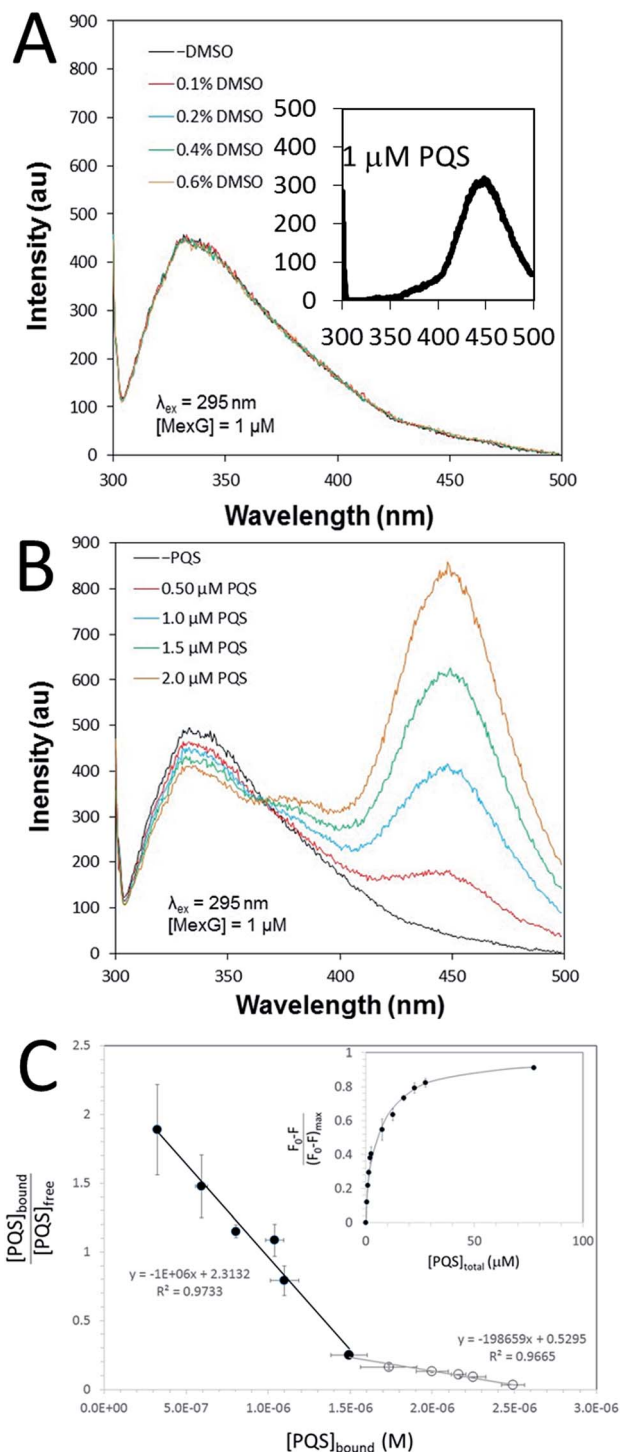 A
900
800
700
600
500
400
300
200
100
0
Intensity (au)
−DMSO
0.1% DMSO
0.2% DMSO
0.4% DMSO
0.6% DMSO
500
400
300
200
100
0
1 μM PQS
300 350 400 450 500
λex = 295 nm
[MexG] = 1 μM
300 350 400 450 500
Wavelength (nm)
B
900
800
700
600
500
400
300
200
100
0
Inensity (au)
−PQS
0.50 μM PQS
1.0 μM PQS
1.5 μM PQS
2.0 μM PQS
λex = 295 nm
[MexG] = 1 μM
300 350 400 450 500
Wavelength (nm)
C
2.5
2
1.5
1
0.5
0
[PQS]bound
[PQS]free
1
0.8
0.6
0.4
0.2
0
F0-F
(F0-F)max
0 50 100
[PQS]total (μM)
y = -1E+06x + 2.3132
R² = 0.9733
y = -198659x + 0.5295
R² = 0.9665
0.0E+00 5.0E-07 1.0E-06 1.5E-06 2.0E-06 2.5E-06 3.0E-06
[PQS]bound (M)